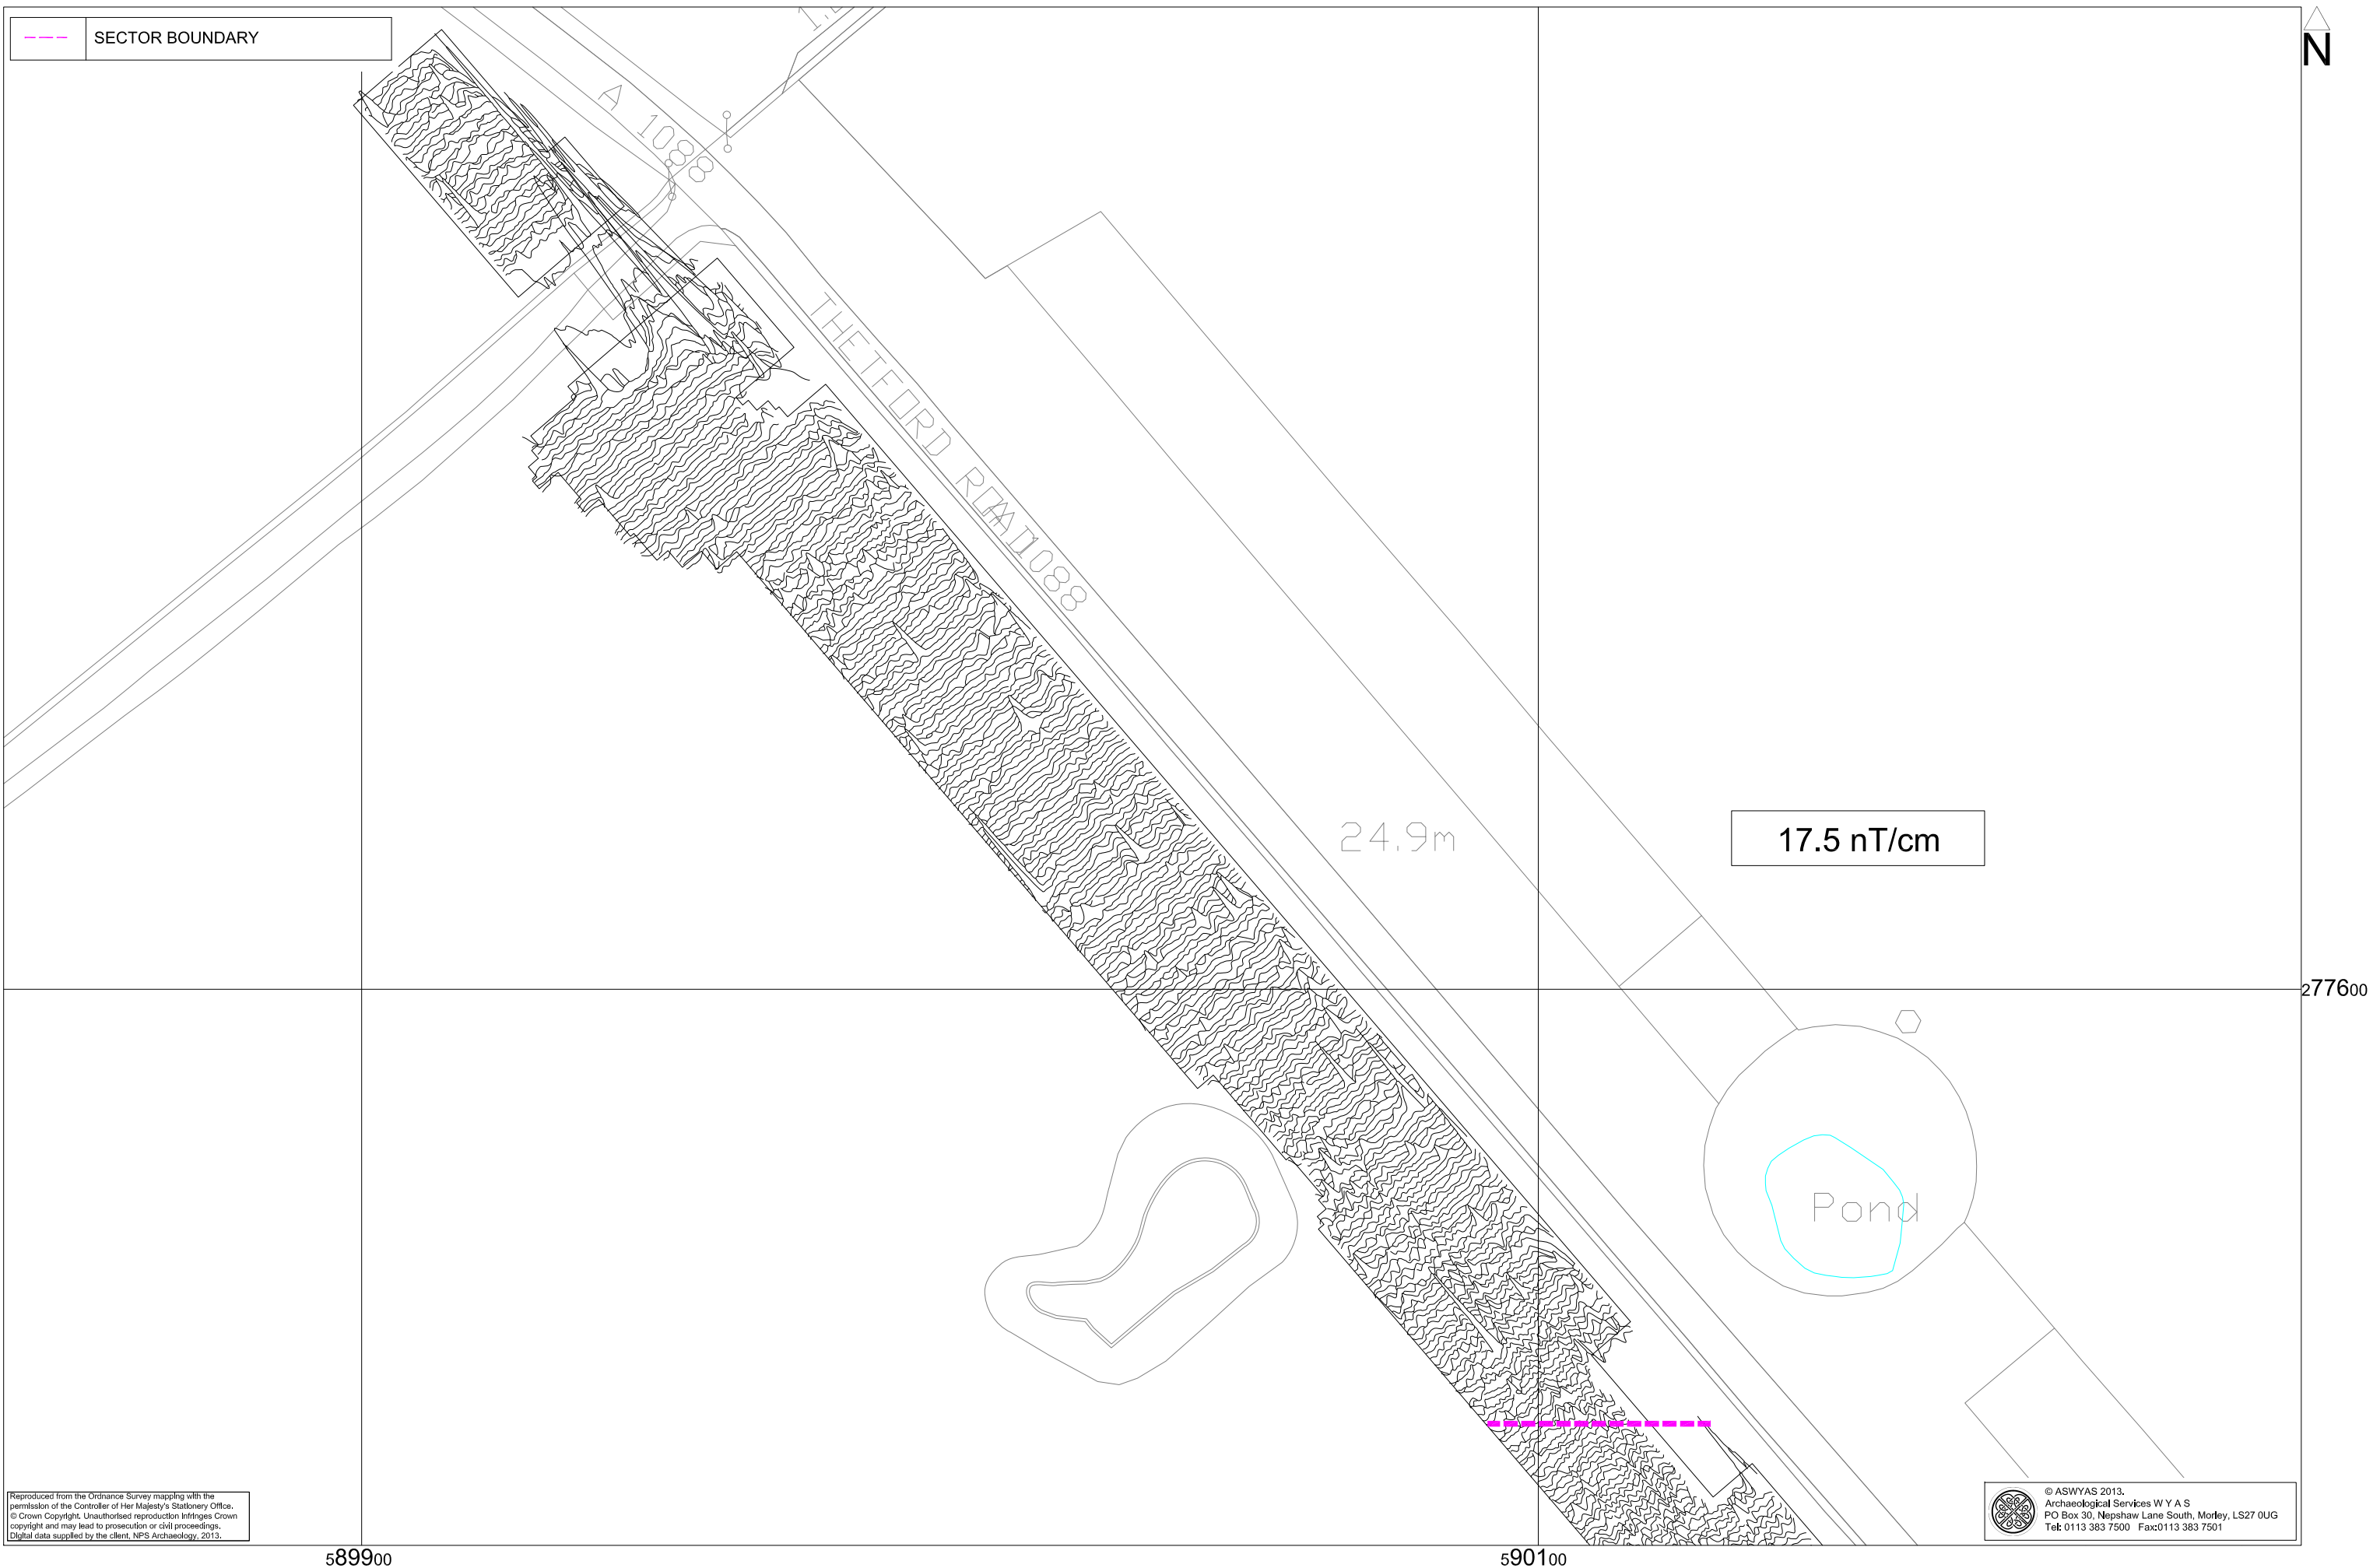 SECTOR BOUNDARY
N
A 1088
THETFORD ROAD
A 1088
24.9m
17.5 nT/cm
277600
Pond
Reproduced from the Ordnance Survey mapping with the
permission of the Controller of Her Majesty's Stationery Office.
© Crown Copyright. Unauthorised reproduction infringes Crown
copyright and may lead to prosecution or civil proceedings.
Digital data supplied by the client, NPS Archaeology, 2013.
© ASWYAS 2013.
Archaeological Services W Y A S
PO Box 30, Nepshaw Lane South, Morley, LS27 0UG
Tel: 0113 383 7500 Fax:0113 383 7501
589900
590100